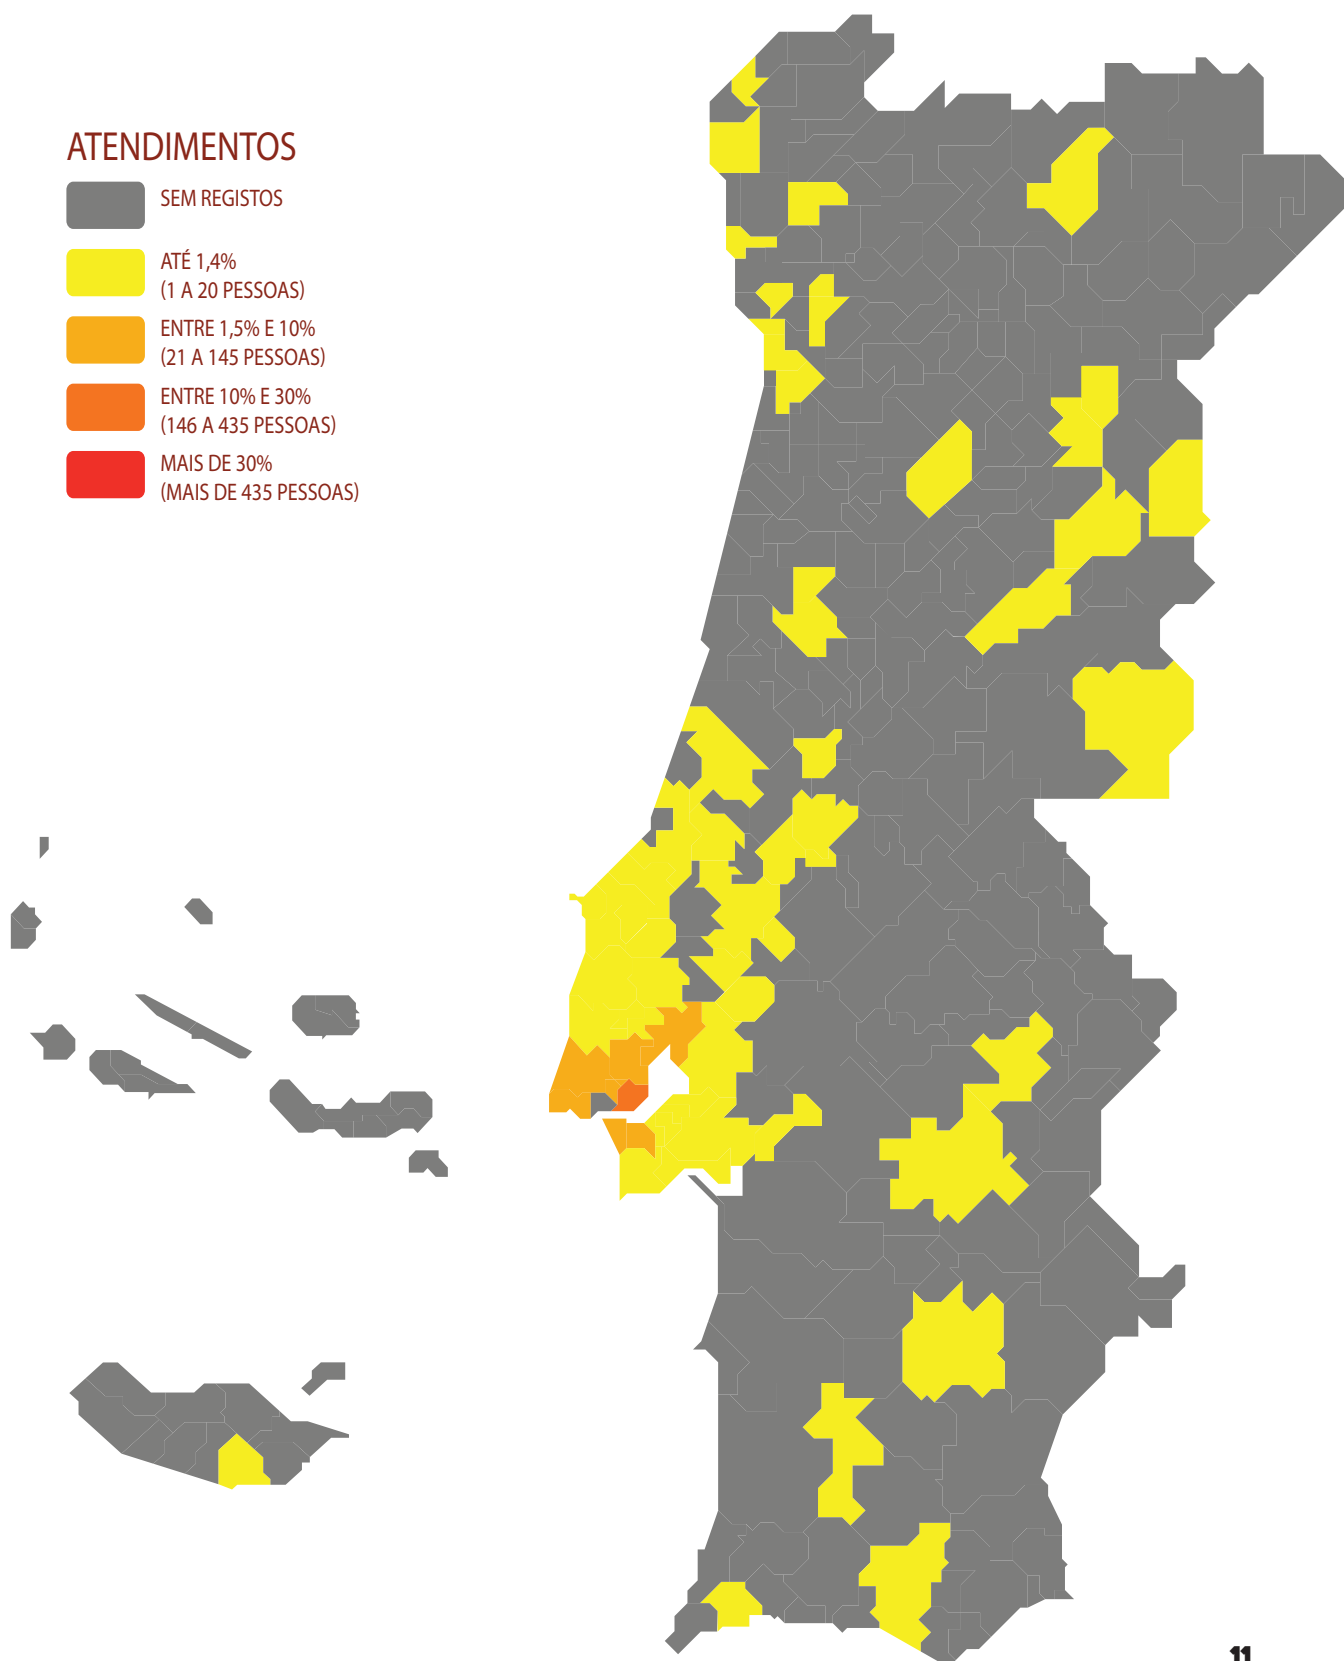 ATENDIMENTOS
SEM REGISTOS
ATÉ 1,4%
(1 A 20 PESSOAS)
ENTRE 1,5% E 10%
(21 A 145 PESSOAS)
ENTRE 10% E 30%
(146 A 435 PESSOAS)
MAIS DE 30%
(MAIS DE 435 PESSOAS)
11